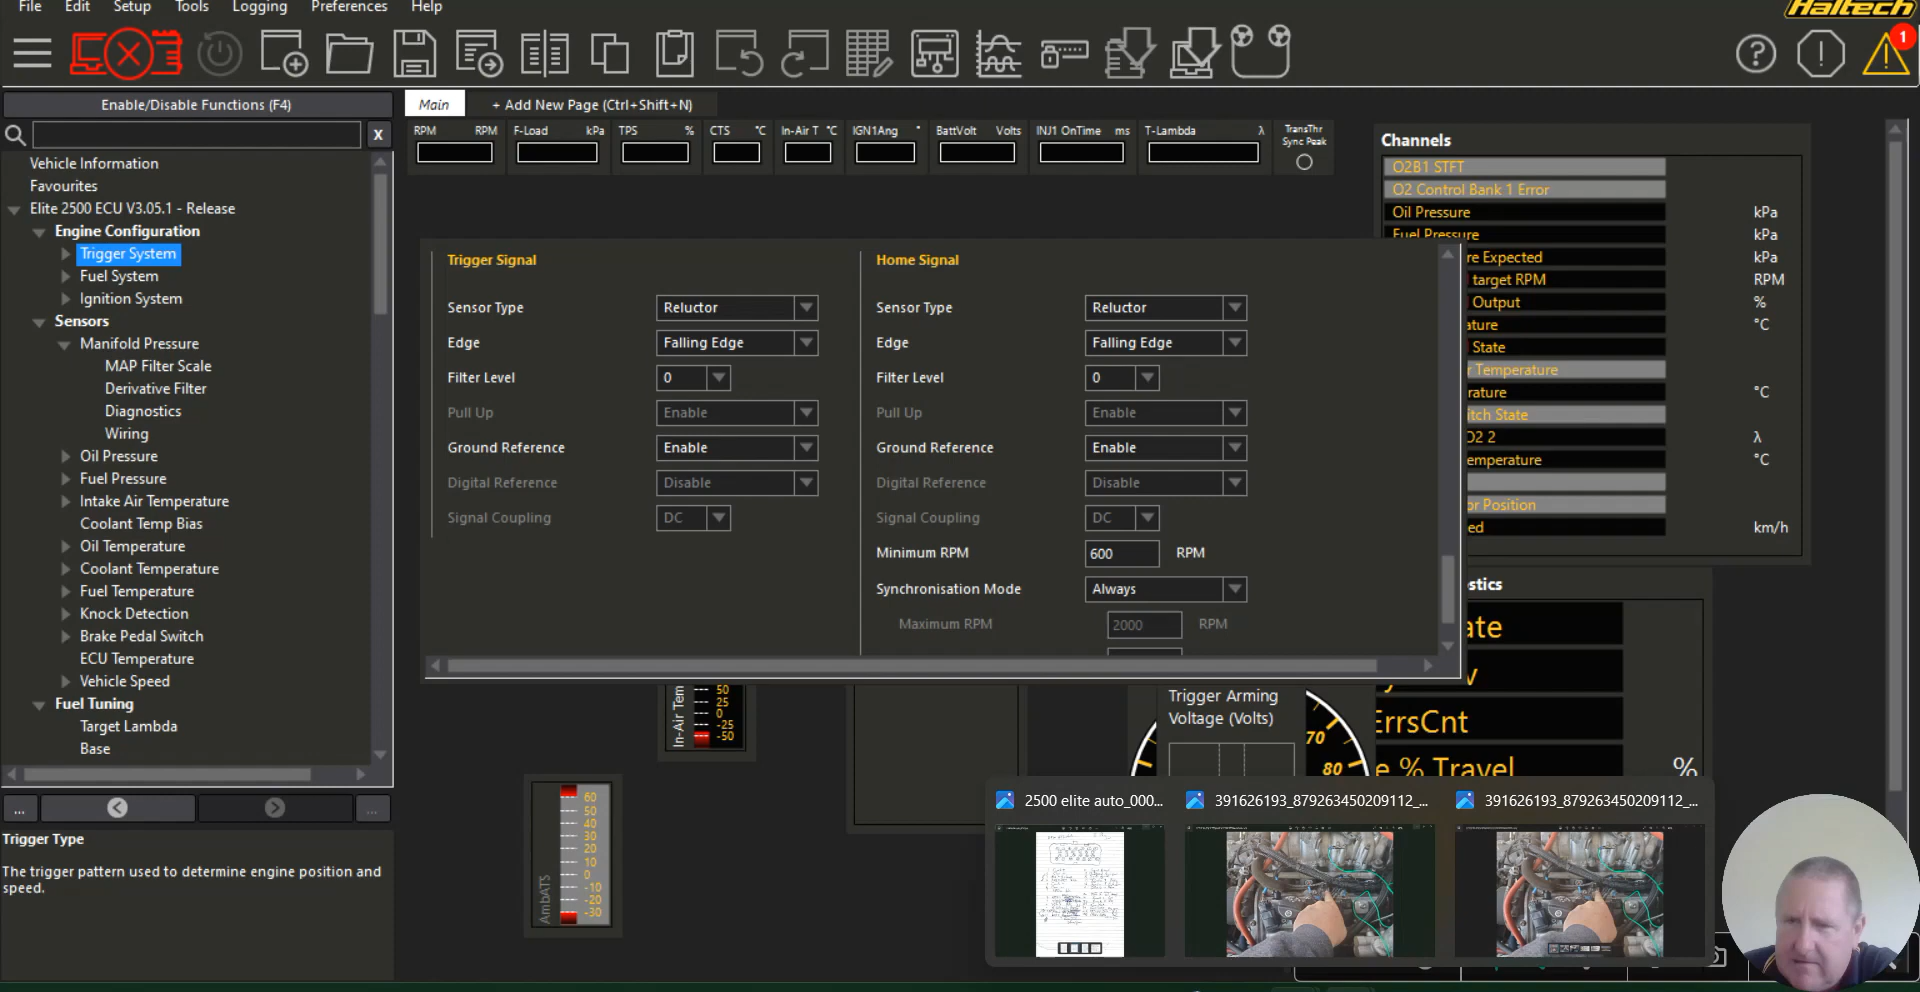 File Edit Setup Tools Logging Preferences Help
Haltech
1
Enable/Disable Functions (F4)
Main
+ Add New Page (Ctrl+Shift+N)
X
RPM RPM
F-Load kPa
TPS %
CTS °C
In-Air T °C
IGN1Ang °
BattVolt Volts
INJ1 OnTime ms
T-Lambda λ
TransThr
Sync Peak
Vehicle Information
Favourites
Elite 2500 ECU V3.05.1 - Release
Engine Configuration
Trigger System
Fuel System
Ignition System
Sensors
Manifold Pressure
MAP Filter Scale
Derivative Filter
Diagnostics
Wiring
Oil Pressure
Fuel Pressure
Intake Air Temperature
Coolant Temp Bias
Oil Temperature
Coolant Temperature
Fuel Temperature
Knock Detection
Brake Pedal Switch
ECU Temperature
Vehicle Speed
Fuel Tuning
Target Lambda
Base
... ...
Trigger Type
The trigger pattern used to determine engine position and
speed.
Trigger Signal
Sensor Type Reluctor
Edge Falling Edge
Filter Level 0
Pull Up Enable
Ground Reference Enable
Digital Reference Disable
Signal Coupling DC
Home Signal
Sensor Type Reluctor
Edge Falling Edge
Filter Level 0
Pull Up Enable
Ground Reference Enable
Digital Reference Disable
Signal Coupling DC
Minimum RPM 600 RPM
Synchronisation Mode Always
Maximum RPM 2000 RPM
Channels
O2B1 STFT
O2 Control Bank 1 Error
Oil Pressure kPa
Fuel Pressure kPa
re Expected kPa
target RPM RPM
Output %
ature °C
State
r Temperature
rature °C
itch State
O2 2 λ
emperature °C
or Position
ed km/h
stics
ate
v
ErrsCnt
e % Travel %
In-Air Tem
50
25
0
-25
-50
Trigger Arming
Voltage (Volts)
70
80
AmbATS
60
50
40
30
20
10
0
-10
-20
-30
2500 elite auto_000...
391626193_879263450209112_...
391626193_879263450209112_...